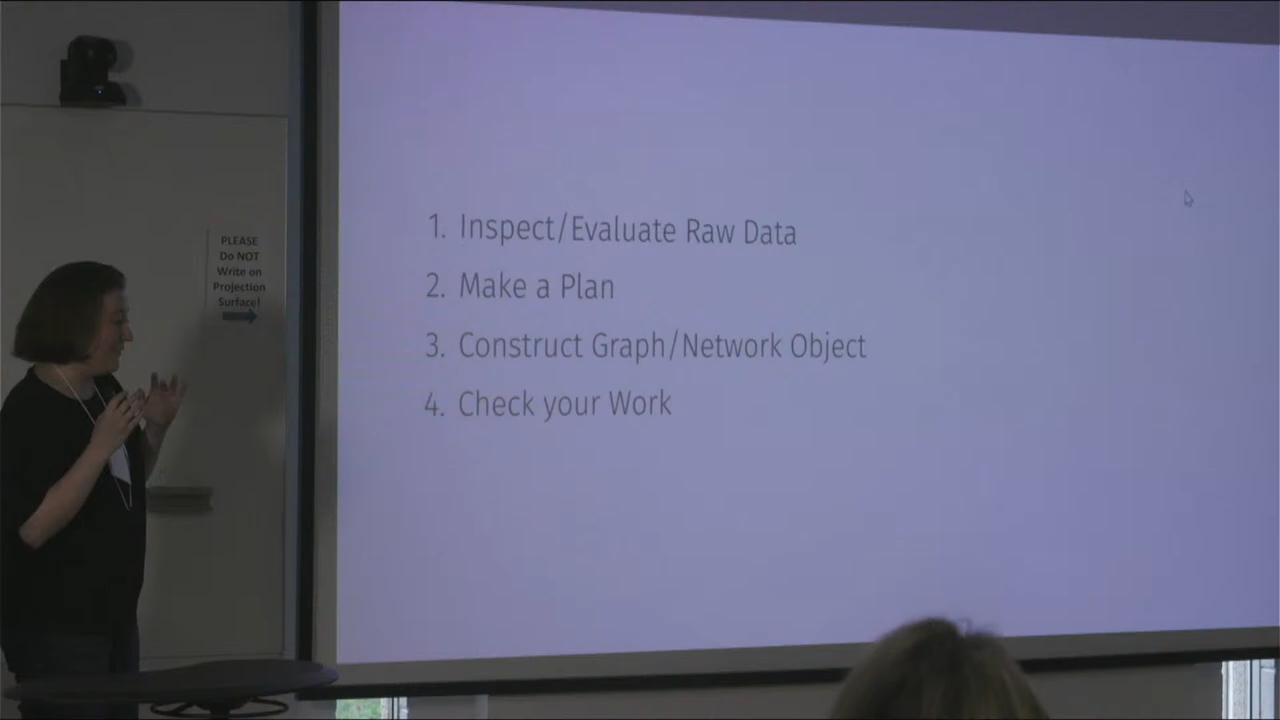 PLEASE
Do NOT
Write on
Projection
Surface!
1. Inspect/Evaluate Raw Data
2. Make a Plan
3. Construct Graph/Network Object
4. Check your Work